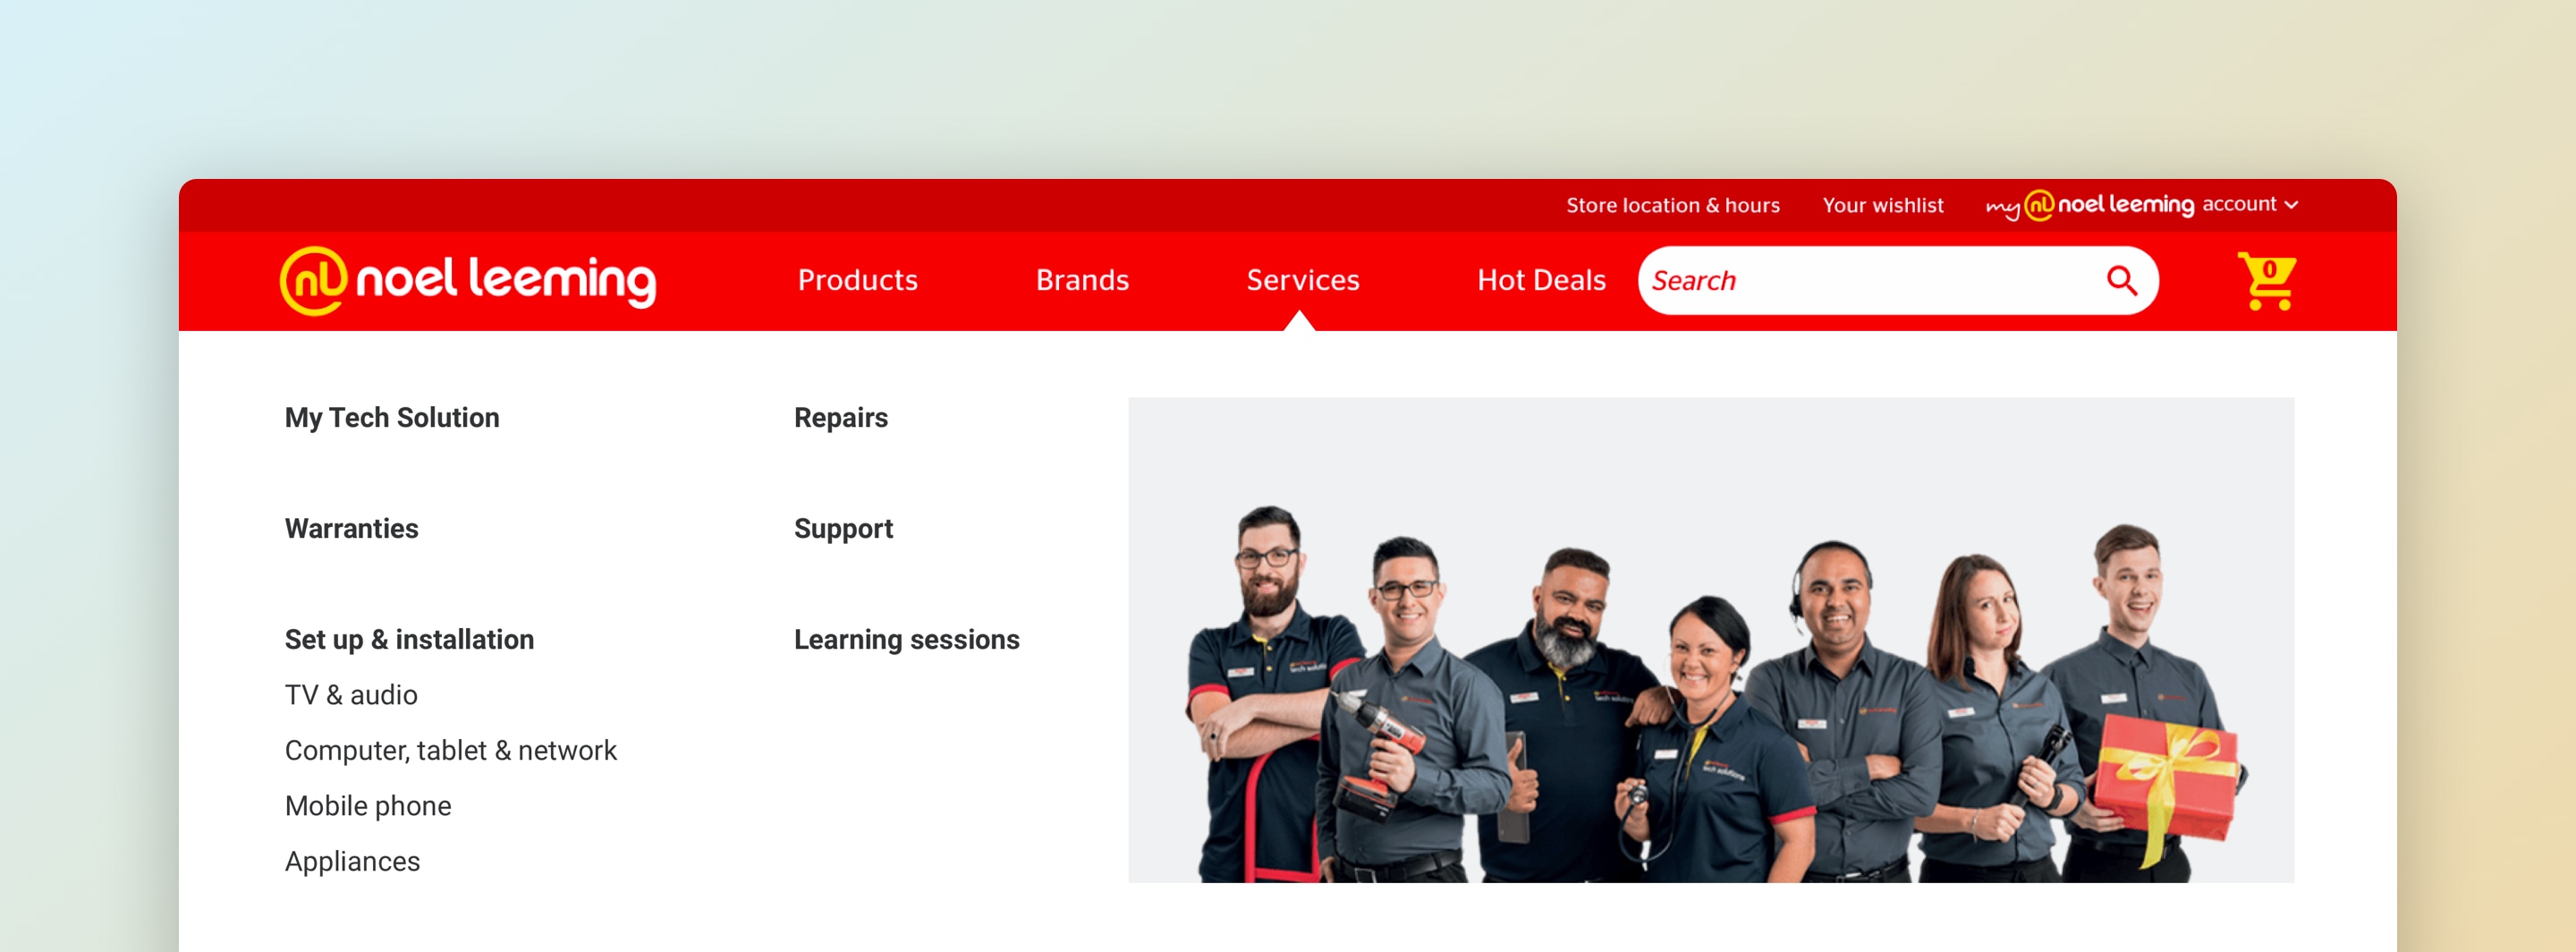 Store location & hours Your wishlist my nl noel leeming account
nl noel leeming Products Brands Services Hot Deals Search 0
My Tech Solution
Warranties
Set up & installation
TV & audio
Computer, tablet & network
Mobile phone
Appliances
Repairs
Support
Learning sessions
tech solutions